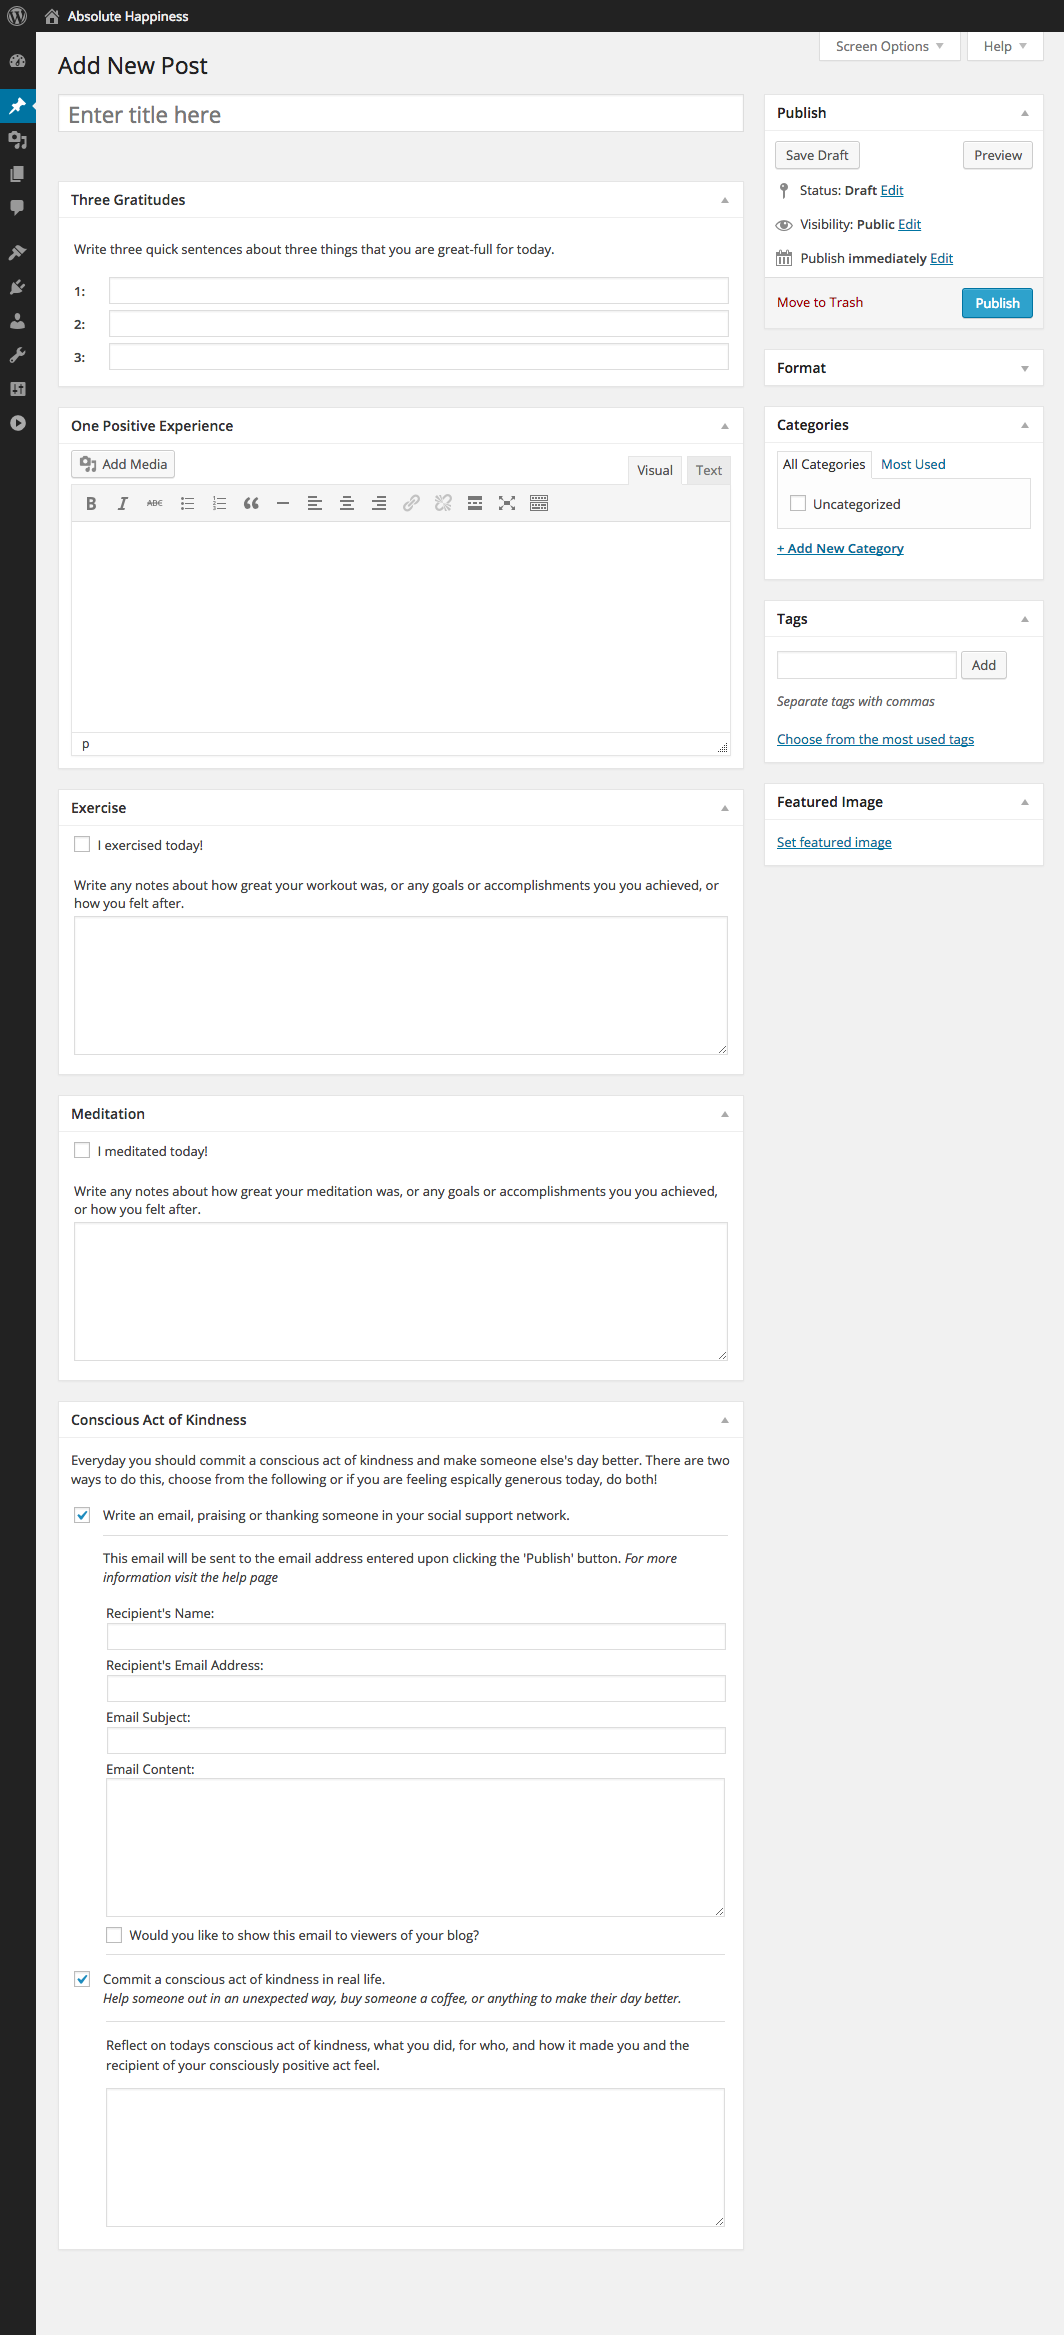 Absolute Happiness
Screen Options
Help
Add New Post
Enter title here
Three Gratitudes
Write three quick sentences about three things that you are great-full for today.
1:
2:
3:
One Positive Experience
Add Media
Visual
Text
B I ABC
p
Exercise
I exercised today!
Write any notes about how great your workout was, or any goals or accomplishments you you achieved, or
how you felt after.
Meditation
I meditated today!
Write any notes about how great your meditation was, or any goals or accomplishments you you achieved,
or how you felt after.
Conscious Act of Kindness
Everyday you should commit a conscious act of kindness and make someone else's day better. There are two
ways to do this, choose from the following or if you are feeling espically generous today, do both!
Write an email, praising or thanking someone in your social support network.
This email will be sent to the email address entered upon clicking the 'Publish' button. For more
information visit the help page
Recipient's Name:
Recipient's Email Address:
Email Subject:
Email Content:
Would you like to show this email to viewers of your blog?
Commit a conscious act of kindness in real life.
Help someone out in an unexpected way, buy someone a coffee, or anything to make their day better.
Reflect on todays conscious act of kindness, what you did, for who, and how it made you and the
recipient of your consciously positive act feel.
Publish
Save Draft
Preview
Status: Draft Edit
Visibility: Public Edit
Publish immediately Edit
Move to Trash
Publish
Format
Categories
All Categories
Most Used
Uncategorized
+ Add New Category
Tags
Add
Separate tags with commas
Choose from the most used tags
Featured Image
Set featured image